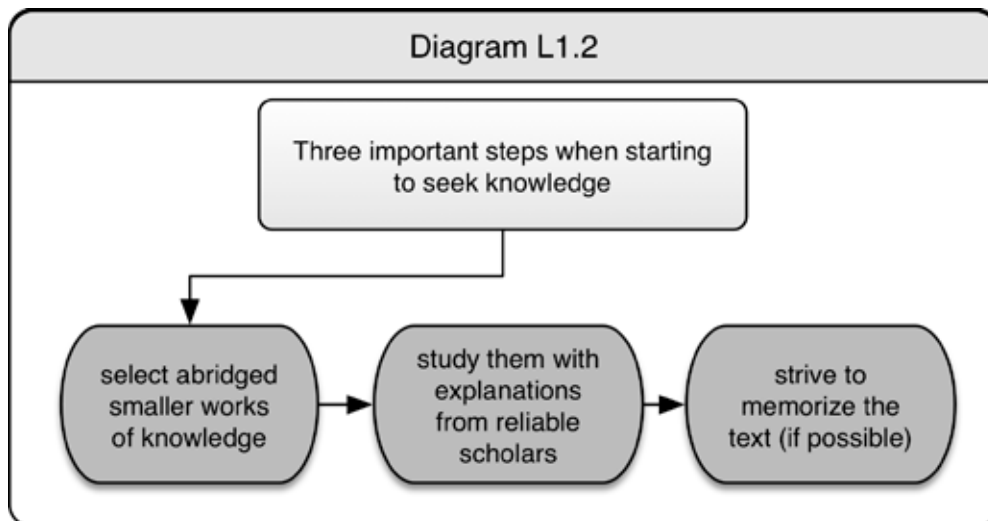 Diagram L1.2
Three important steps when starting
to seek knowledge
select abridged
smaller works
of knowledge
study them with
explanations
from reliable
scholars
strive to
memorize the
text (if possible)